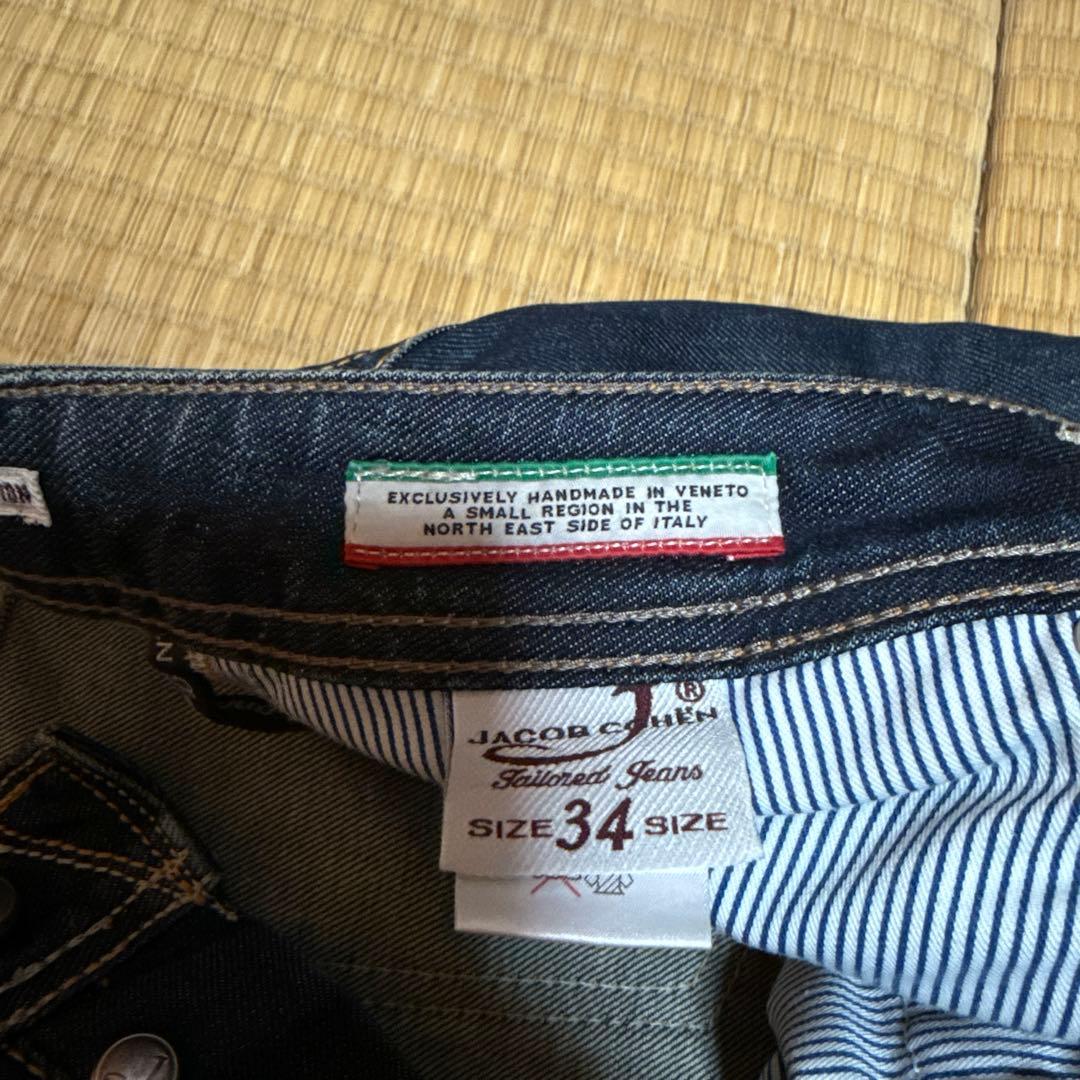 EXCLUSIVELY HANDMADE IN VENETO
A SMALL REGION IN THE
NORTH EAST SIDE OF ITALY
J®
JACOB COHËN
Tailored Jeans
SIZE 34 SIZE